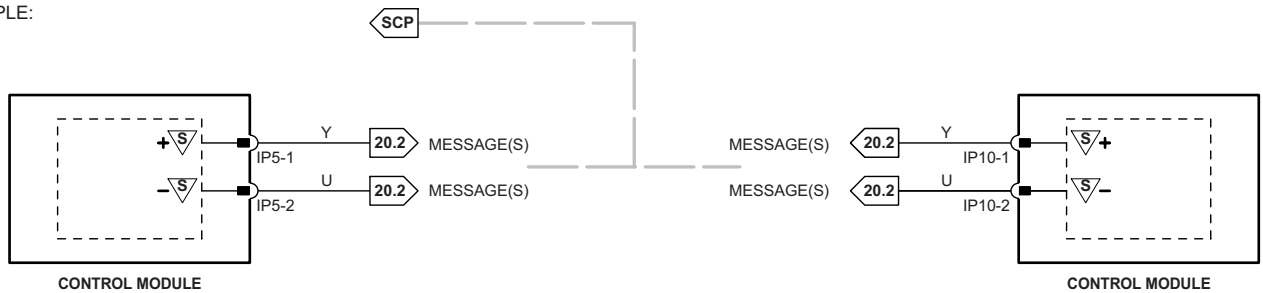 PLE:
SCP
+ S
Y
20.2
MESSAGE(S)
IP5-1
– S
U
20.2
MESSAGE(S)
IP5-2
CONTROL MODULE
MESSAGE(S)
20.2
Y
S +
IP10-1
MESSAGE(S)
20.2
U
S –
IP10-2
CONTROL MODULE